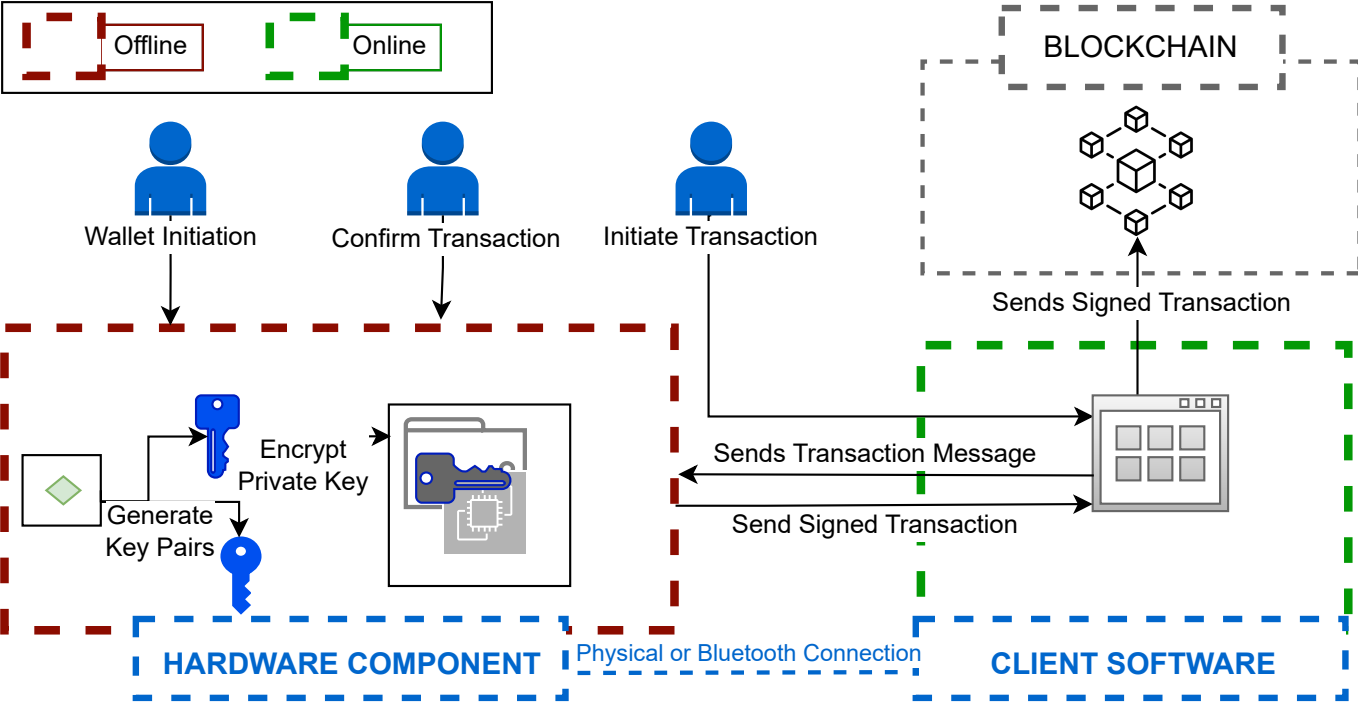 Offline
Online
BLOCKCHAIN
Wallet Initiation
Confirm Transaction
Initiate Transaction
Sends Signed Transaction
Encrypt
Private Key
Generate
Key Pairs
Sends Transaction Message
Send Signed Transaction
HARDWARE COMPONENT
Physical or Bluetooth Connection
CLIENT SOFTWARE